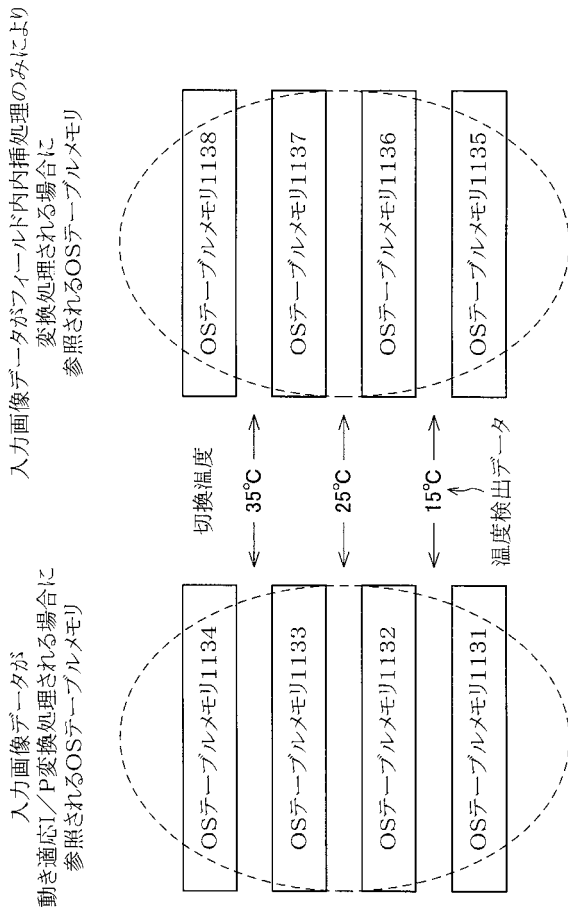 入力画像データが
動き適応I／P変換処理される場合に
参照されるOSテーブルメモリ
OSテーブルメモリ1134
OSテーブルメモリ1133
OSテーブルメモリ1132
OSテーブルメモリ1131
切換温度
35℃
25℃
15℃
温度検出データ
入力画像データがフィールド内内挿処理のみにより
変換処理される場合に
参照されるOSテーブルメモリ
OSテーブルメモリ1138
OSテーブルメモリ1137
OSテーブルメモリ1136
OSテーブルメモリ1135